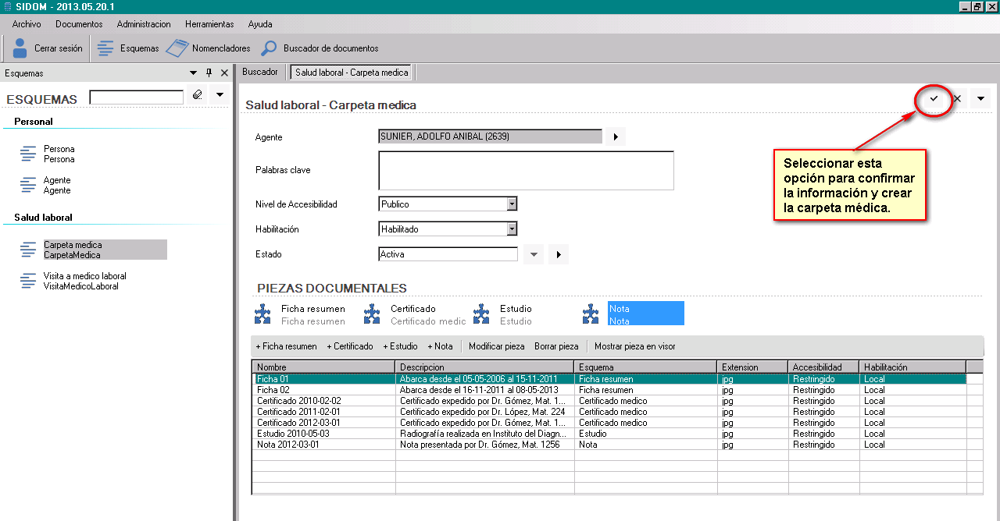 SIDOM - 2013.05.20.1
Archivo Documentos Administracion Herramientas Ayuda
Cerrar sesión Esquemas Nomencladores Buscador de documentos
Esquemas
ESQUEMAS
Personal
Persona
Persona
Agente
Agente
Salud laboral
Carpeta medica
CarpetaMedica
Visita a medico laboral
VisitaMedicoLaboral
Buscador Salud laboral - Carpeta medica
Salud laboral - Carpeta medica
Agente SUNIER, ADOLFO ANIBAL (2639)
Palabras clave
Nivel de Accesibilidad Publico
Habilitación Habilitado
Estado Activa
Seleccionar esta
opción para confirmar
la información y crear
la carpeta médica.
PIEZAS DOCUMENTALES
Ficha resumen Certificado Estudio Nota
Ficha resumen Certificado medic Estudio Nota
+ Ficha resumen + Certificado + Estudio + Nota Modificar pieza Borrar pieza Mostrar pieza en visor
Nombre Descripcion Esquema Extension Accesibilidad Habilitación
Ficha 01 Abarca desde el 05-05-2006 al 15-11-2011 Ficha resumen jpg Restringido Local
Ficha 02 Abarca desde el 16-11-2011 al 08-05-2013 Ficha resumen jpg Restringido Local
Certificado 2010-02-02 Certificado expedido por Dr. Gómez, Mat. 1... Certificado medico jpg Restringido Local
Certificado 2011-02-01 Certificado expedido por Dr. López, Mat. 224 Certificado medico jpg Restringido Local
Certificado 2012-03-01 Certificado expedido por Dr. Gómez, Mat. 1... Certificado medico jpg Restringido Local
Estudio 2010-05-03 Radiografía realizada en Instituto del Diagn... Estudio jpg Restringido Local
Nota 2012-03-01 Nota presentada por Dr. Gómez, Mat. 1256 Nota jpg Restringido Local